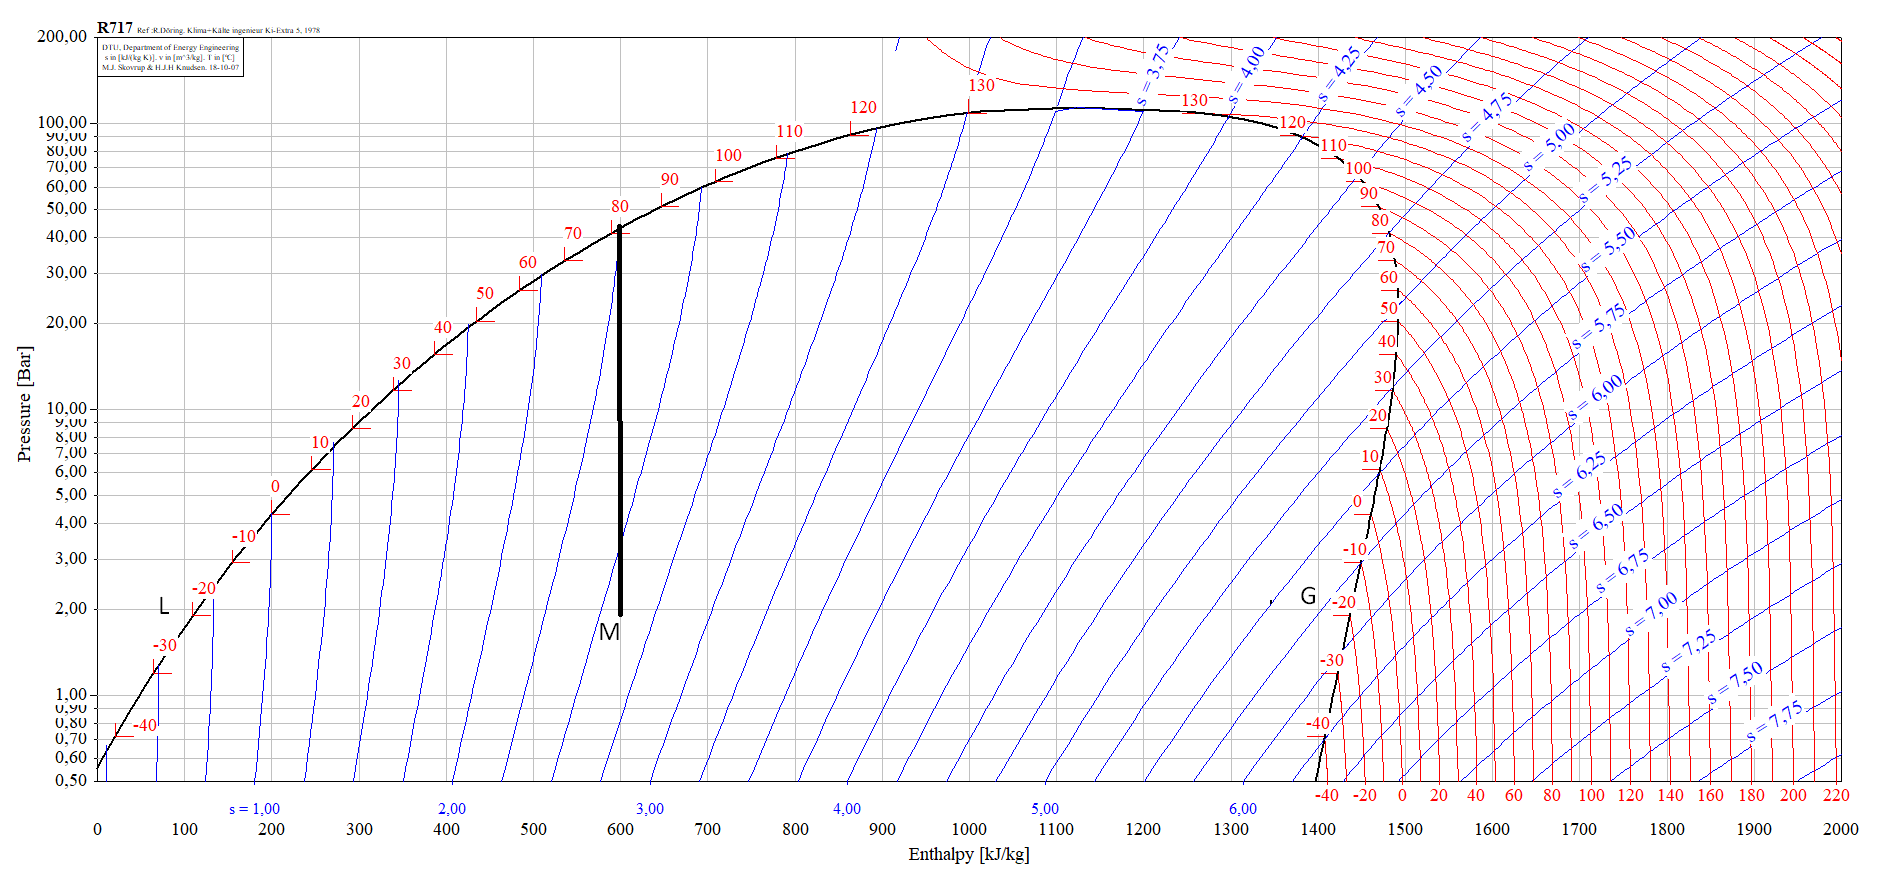 R717 Ref :R.Döring. Klima+Kälte ingenieur Ki-Extra 5, 1978
DTU, Department of Energy Engineering
s in [kJ/(kg K)]. v in [m^3/kg]. T in [°C]
M.J. Skovrup & H.J.H Knudsen. 18-10-07
200,00
100,00
90,00
80,00
70,00
60,00
50,00
40,00
30,00
20,00
10,00
9,00
8,00
7,00
6,00
5,00
4,00
3,00
2,00
1,00
0,90
0,80
0,70
0,60
0,50
Pressure [Bar]
-40
-30
-20
-10
0
10
20
30
40
50
60
70
80
90
100
110
120
130
130
120
110
100
90
80
70
60
50
40
30
20
10
0
-10
-20
-30
-40
L
M
G
s = 3,75
s = 4,00
s = 4,25
s = 4,50
s = 4,75
s = 5,00
s = 5,25
s = 5,50
s = 5,75
s = 6,00
s = 6,25
s = 6,50
s = 6,75
s = 7,00
s = 7,25
s = 7,50
s = 7,75
-40 -20 0 20 40 60 80 100 120 140 160 180 200 220
s = 1,00 2,00 3,00 4,00 5,00 6,00
0 100 200 300 400 500 600 700 800 900 1000 1100 1200 1300 1400 1500 1600 1700 1800 1900 2000
Enthalpy [kJ/kg]